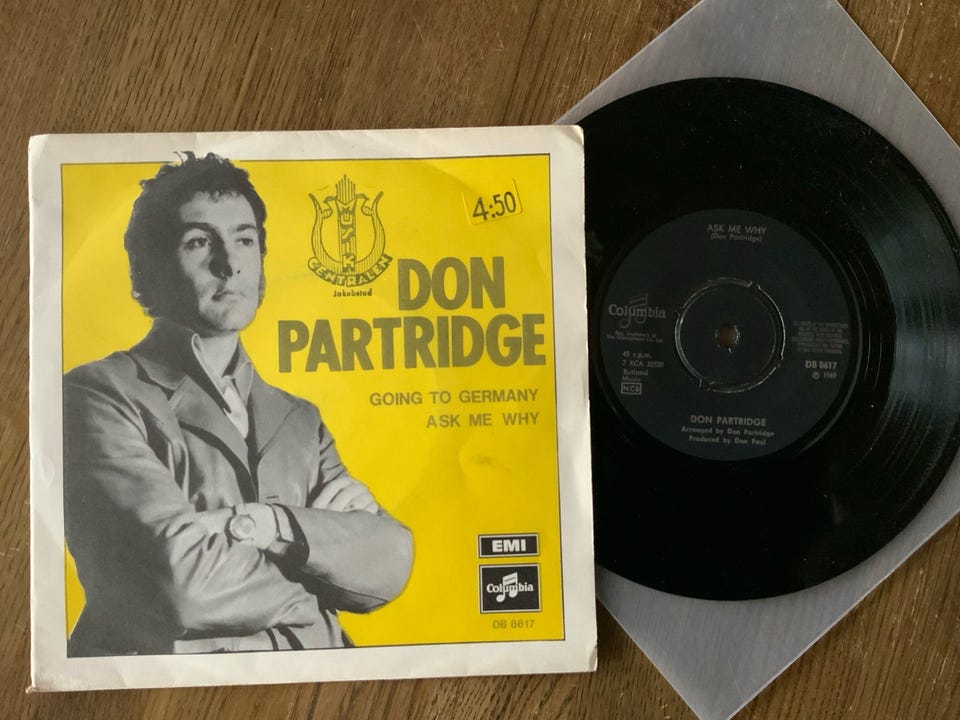 MUSIK
CENTRALEN
Jakobstad
4:50
DON
PARTRIDGE
GOING TO GERMANY
ASK ME WHY
EMI
Columbia
DB 8617
ASK ME WHY
(Don Partridge)
Columbia
45 r.p.m.
7 XCA 32550
Rutland
Music
NCB
DB 8617
℗ 1969
DON PARTRIDGE
Arranged by Don Partridge
Produced by Don Paul